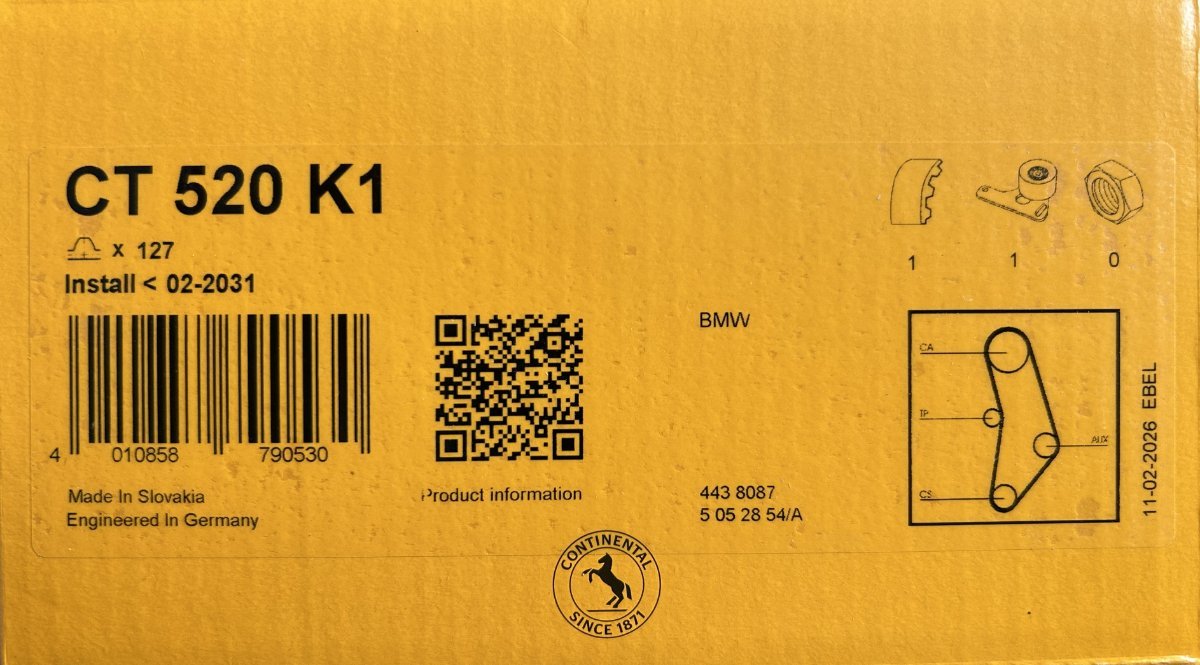 CT 520 K1
x 127
Install < 02-2031
4 010858 790530
Made In Slovakia
Engineered In Germany
Product information
BMW
443 8087
5 05 28 54/A
1 1 0
CA
TP
AUX
CS
11-02-2026 EBEL
CONTINENTAL
SINCE 1871